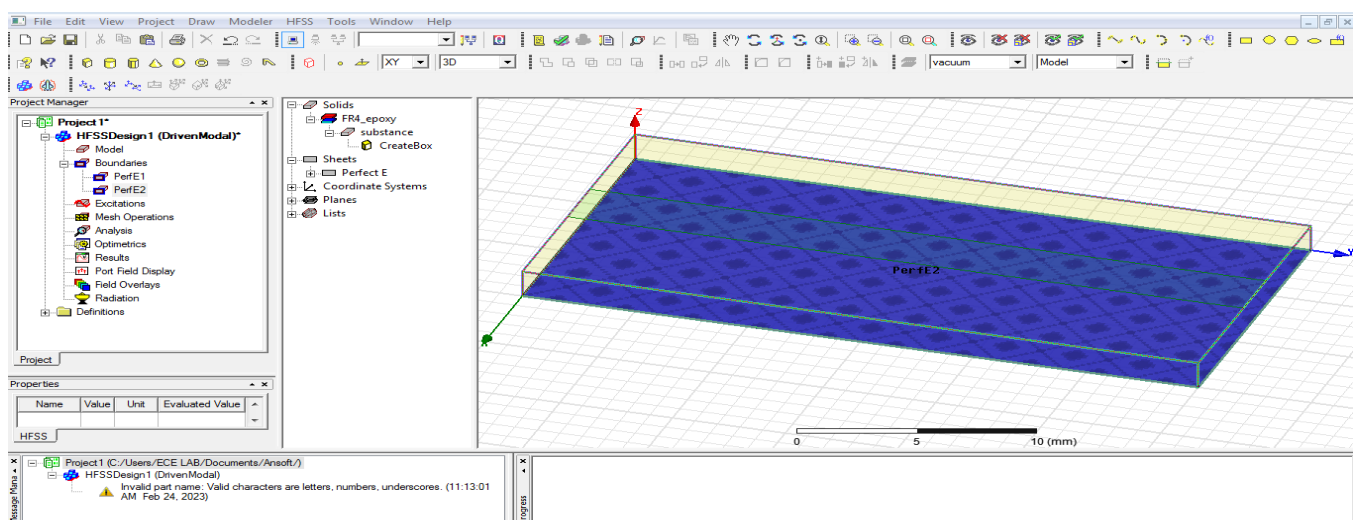 File Edit View Project Draw Modeler HFSS Tools Window Help
XY 3D vacuum Model
Project Manager
Project1*
HFSSDesign1 (DrivenModal)*
Model
Boundaries
PerfE1
PerfE2
Excitations
Mesh Operations
Analysis
Optimetrics
Results
Port Field Display
Field Overlays
Radiation
Definitions
Project
Properties
Name Value Unit Evaluated Value
HFSS
Solids
FR4_epoxy
substance
CreateBox
Sheets
Perfect E
Coordinate Systems
Planes
Lists
Z
Y
X
PerfE2
0 5 10 (mm)
Project1 (C:/Users/ECE LAB/Documents/Ansoft/)
HFSSDesign1 (DrivenModal)
Invalid part name: Valid characters are letters, numbers, underscores. (11:13:01
AM Feb 24, 2023)
Message Mana
rogress